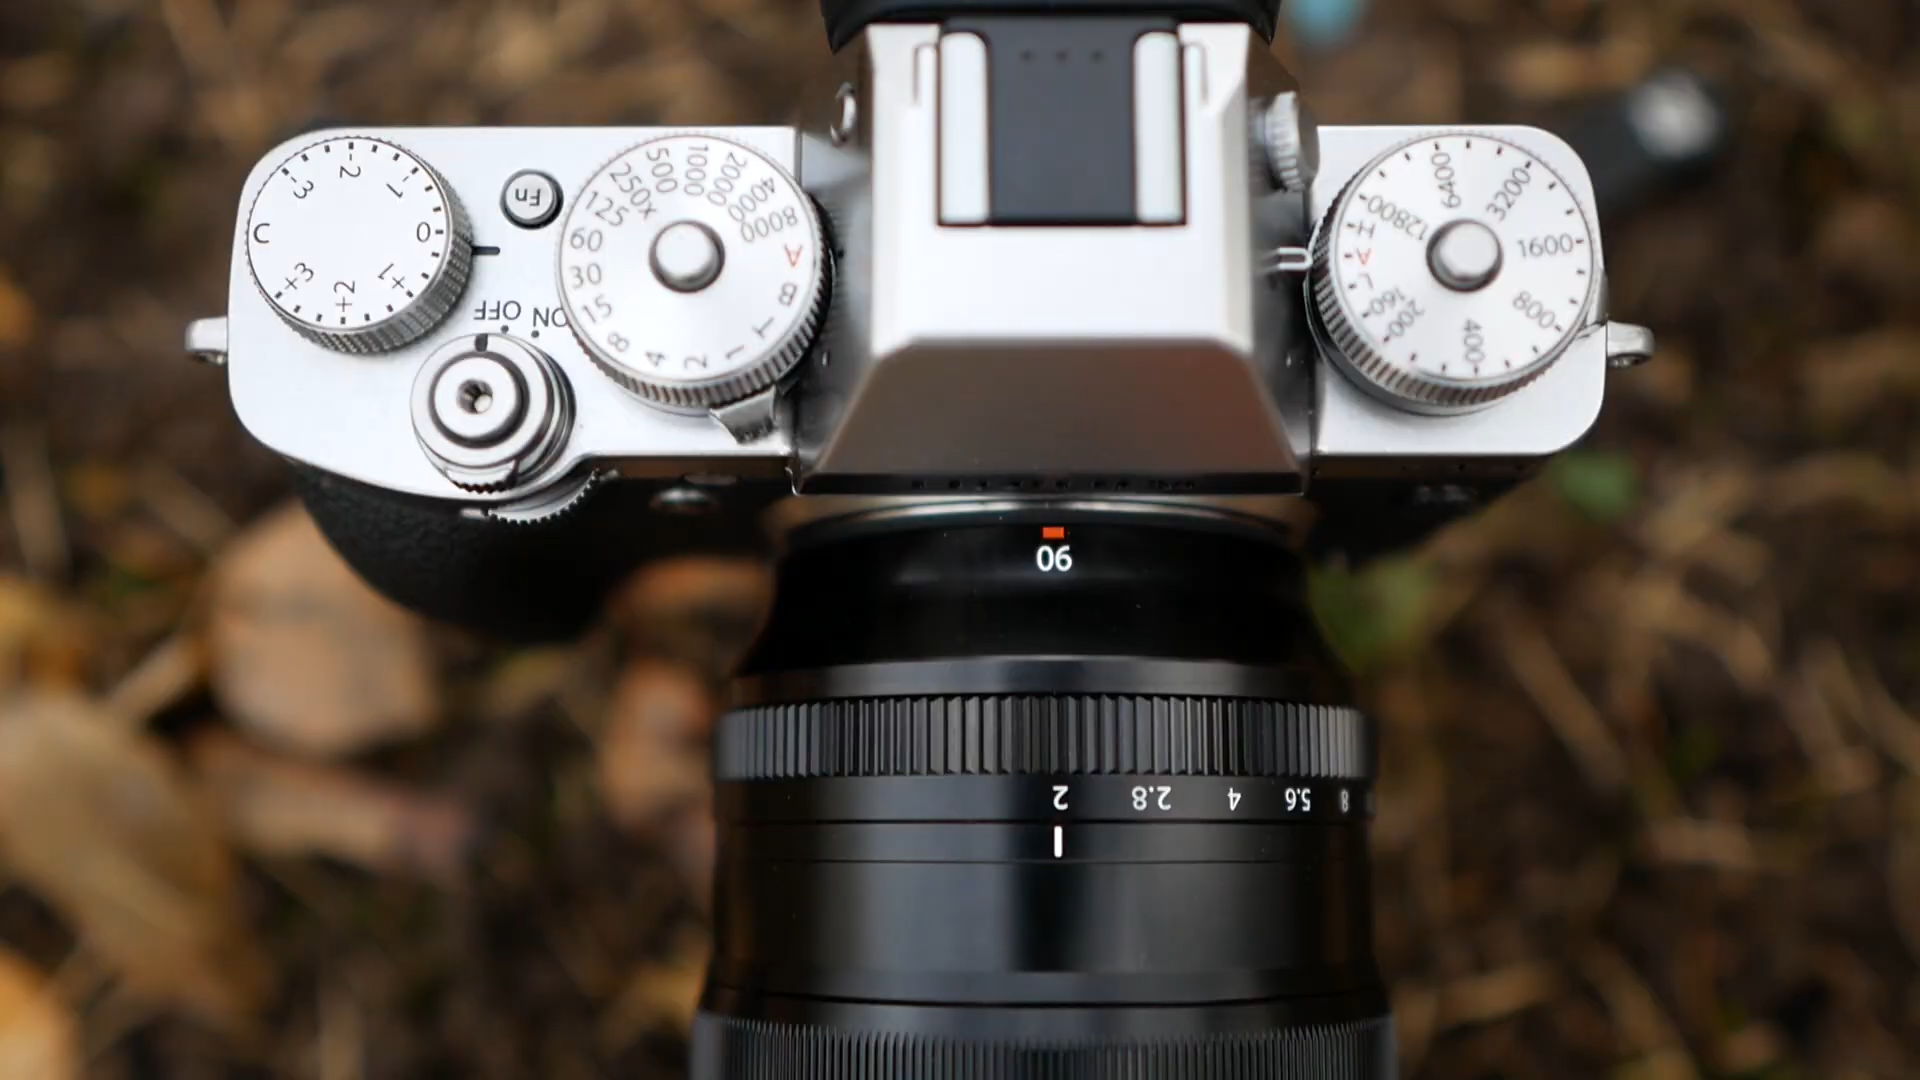 C -3 -2 -1 0 +1 +2 +3
Fn
OFF ON
A 8000 4000 2000 1000 500 250x 125 60 30 15 8 4 2 1 T B
A H 12800 6400 3200 1600 800 400 200 160 L
90
2 2.8 4 5.6 8